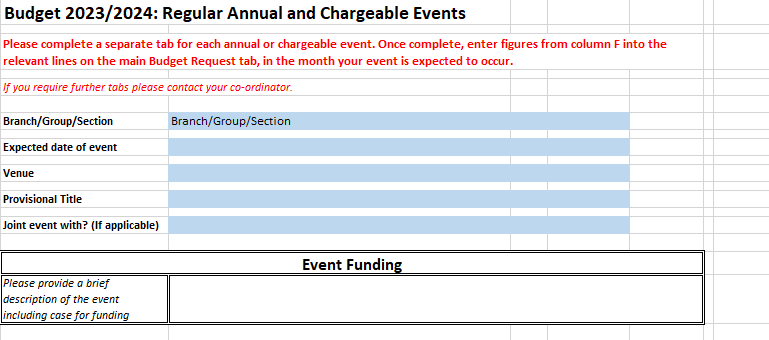 Budget 2023/2024: Regular Annual and Chargeable Events
Please complete a separate tab for each annual or chargeable event. Once complete, enter figures from column F into the
relevant lines on the main Budget Request tab, in the month your event is expected to occur.
If you require further tabs please contact your co-ordinator.
Branch/Group/Section Branch/Group/Section
Expected date of event
Venue
Provisional Title
Joint event with? (If applicable)
Event Funding
Please provide a brief
description of the event
including case for funding